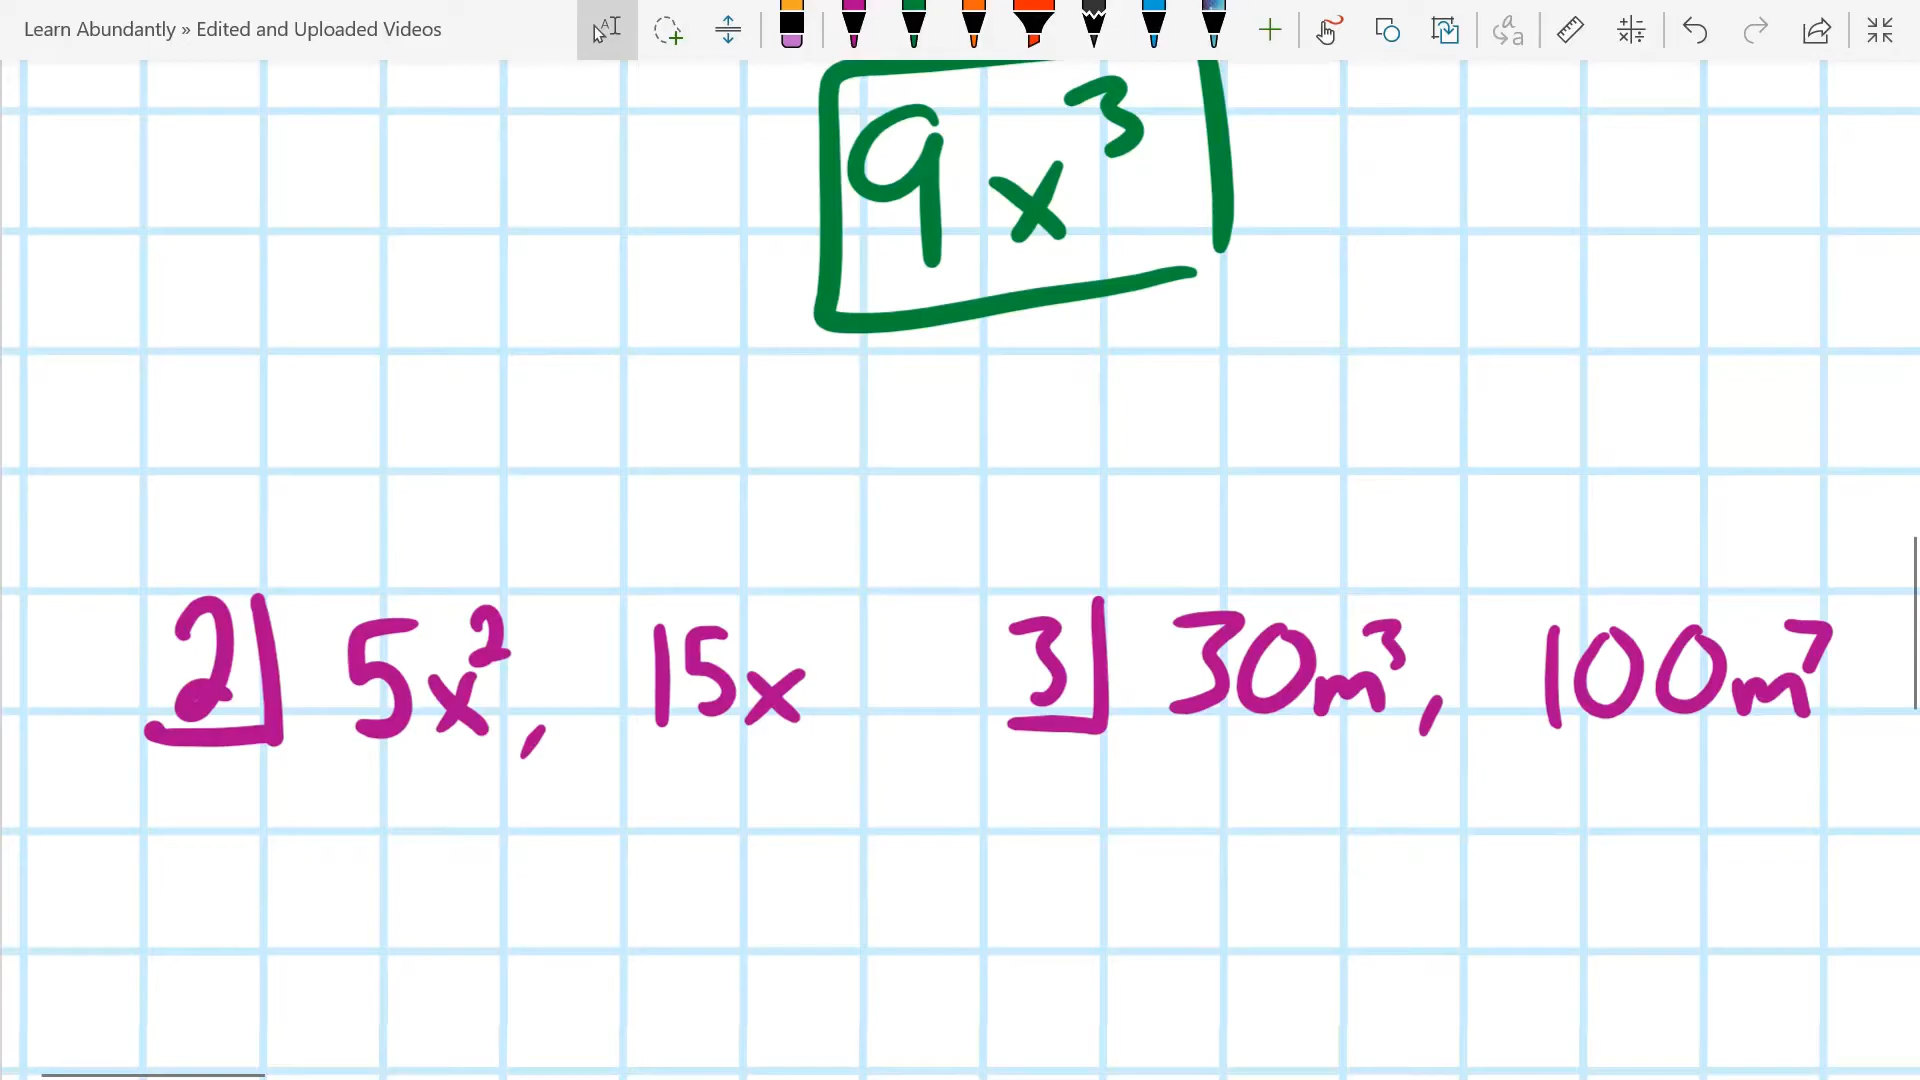 Learn Abundantly » Edited and Uploaded Videos
9x³
2] 5x², 15x
3] 30m³, 100m⁷